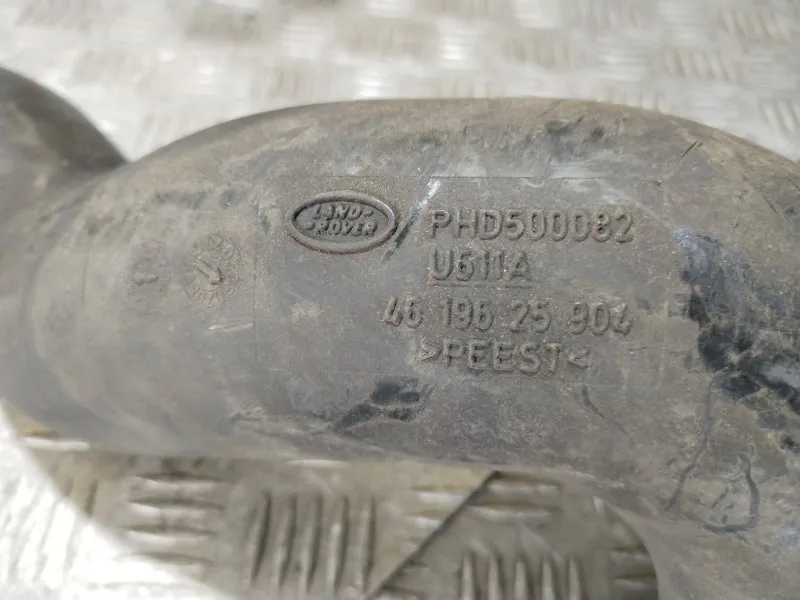 LAND-
-ROVER
PHD500082
U611A
46 196 25 904
>PEEST<